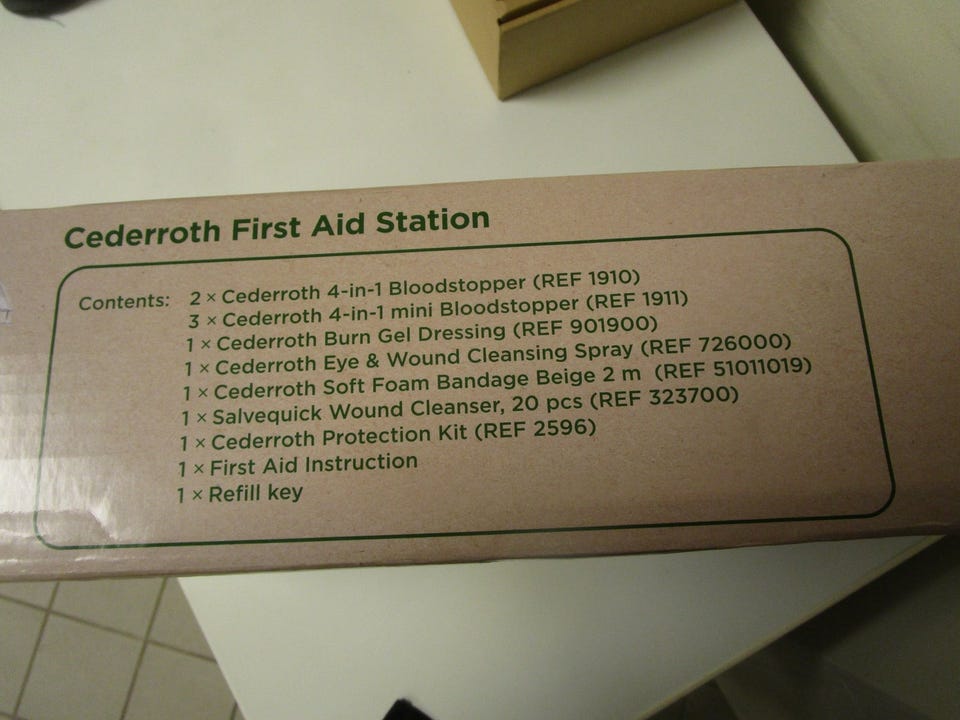 Cederroth First Aid Station
Contents: 2 × Cederroth 4-in-1 Bloodstopper (REF 1910)
3 × Cederroth 4-in-1 mini Bloodstopper (REF 1911)
1 × Cederroth Burn Gel Dressing (REF 901900)
1 × Cederroth Eye & Wound Cleansing Spray (REF 726000)
1 × Cederroth Soft Foam Bandage Beige 2 m (REF 51011019)
1 × Salvequick Wound Cleanser, 20 pcs (REF 323700)
1 × Cederroth Protection Kit (REF 2596)
1 × First Aid Instruction
1 × Refill key